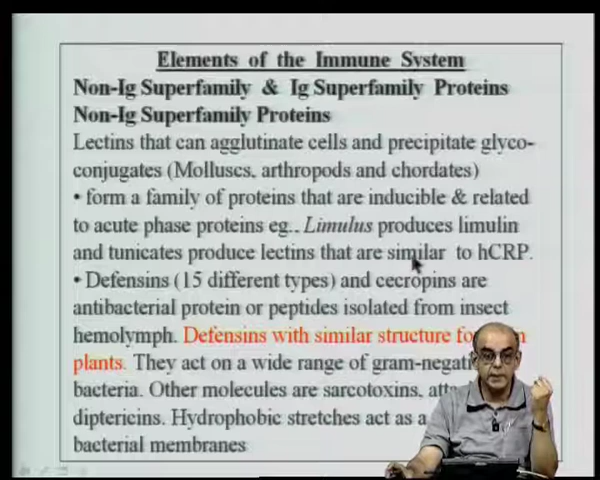 Elements of the Immune System
Non-Ig Superfamily & Ig Superfamily Proteins
Non-Ig Superfamily Proteins
Lectins that can agglutinate cells and precipitate glyco-
conjugates (Molluscs, arthropods and chordates)
• form a family of proteins that are inducible & related
to acute phase proteins eg.. Limulus produces limulin
and tunicates produce lectins that are similar to hCRP.
• Defensins (15 different types) and cecropins are
antibacterial protein or peptides isolated from insect
hemolymph. Defensins with similar structure
plants. They act on a wide range of
bacteria. Other molecules are sarcotoxins,
diptericins. Hydrophobic stretches act as a
bacterial membranes